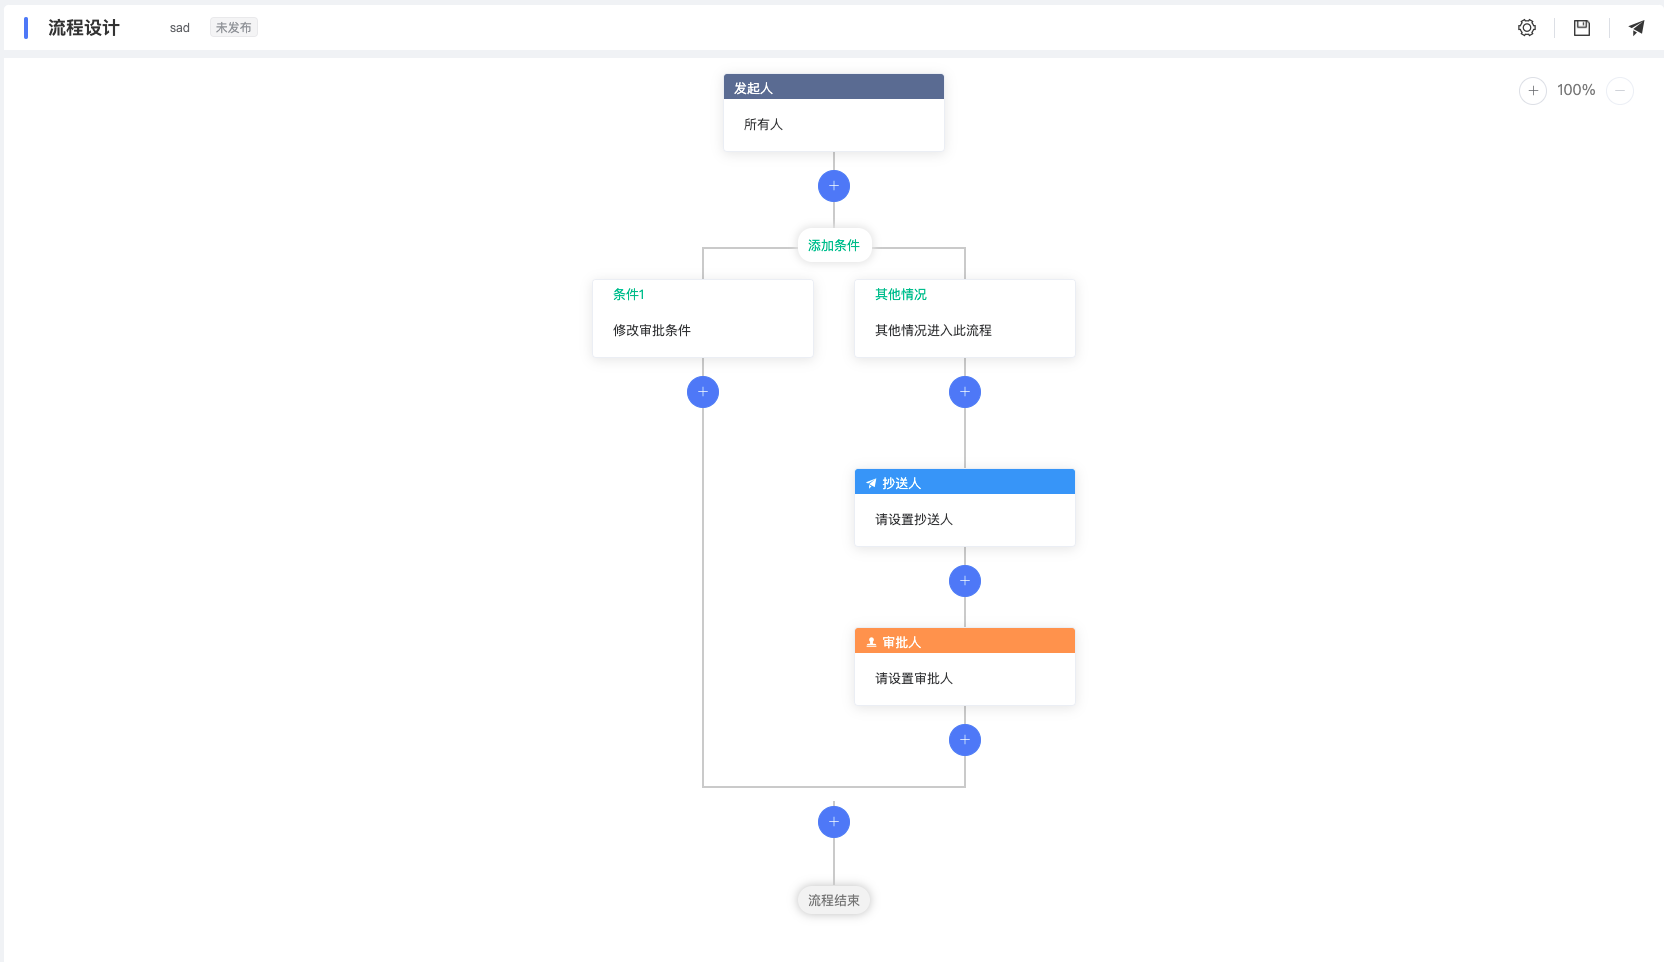 流程设计
sad
未发布
发起人
100%
所有人
添加条件
条件1
其他情况
修改审批条件
其他情况进入此流程
抄送人
请设置抄送人
审批人
请设置审批人
流程结束